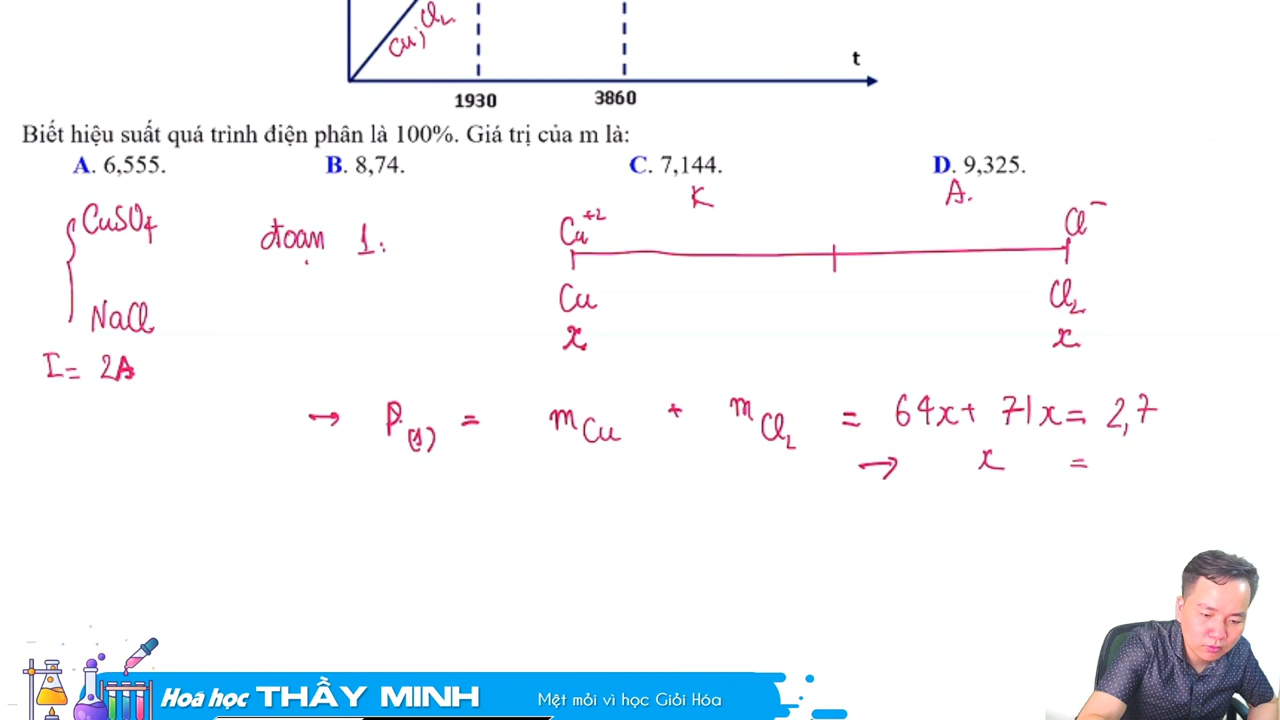 Cu; Cl₂
t
1930 3860
Biết hiệu suất quá trình điện phân là 100%. Giá trị của m là:
A. 6,555. B. 8,74. C. 7,144. D. 9,325.
K A.
CuSO₄ đoạn 1: Cu⁺² Cl⁻
NaCl Cu Cl₂
x x
I = 2A
→ P₍₁₎ = mCu + mCl₂ = 64x + 71x = 2,7
→ x =
Hoá học THẦY MINH Mệt mỏi vì học Giỏi Hóa